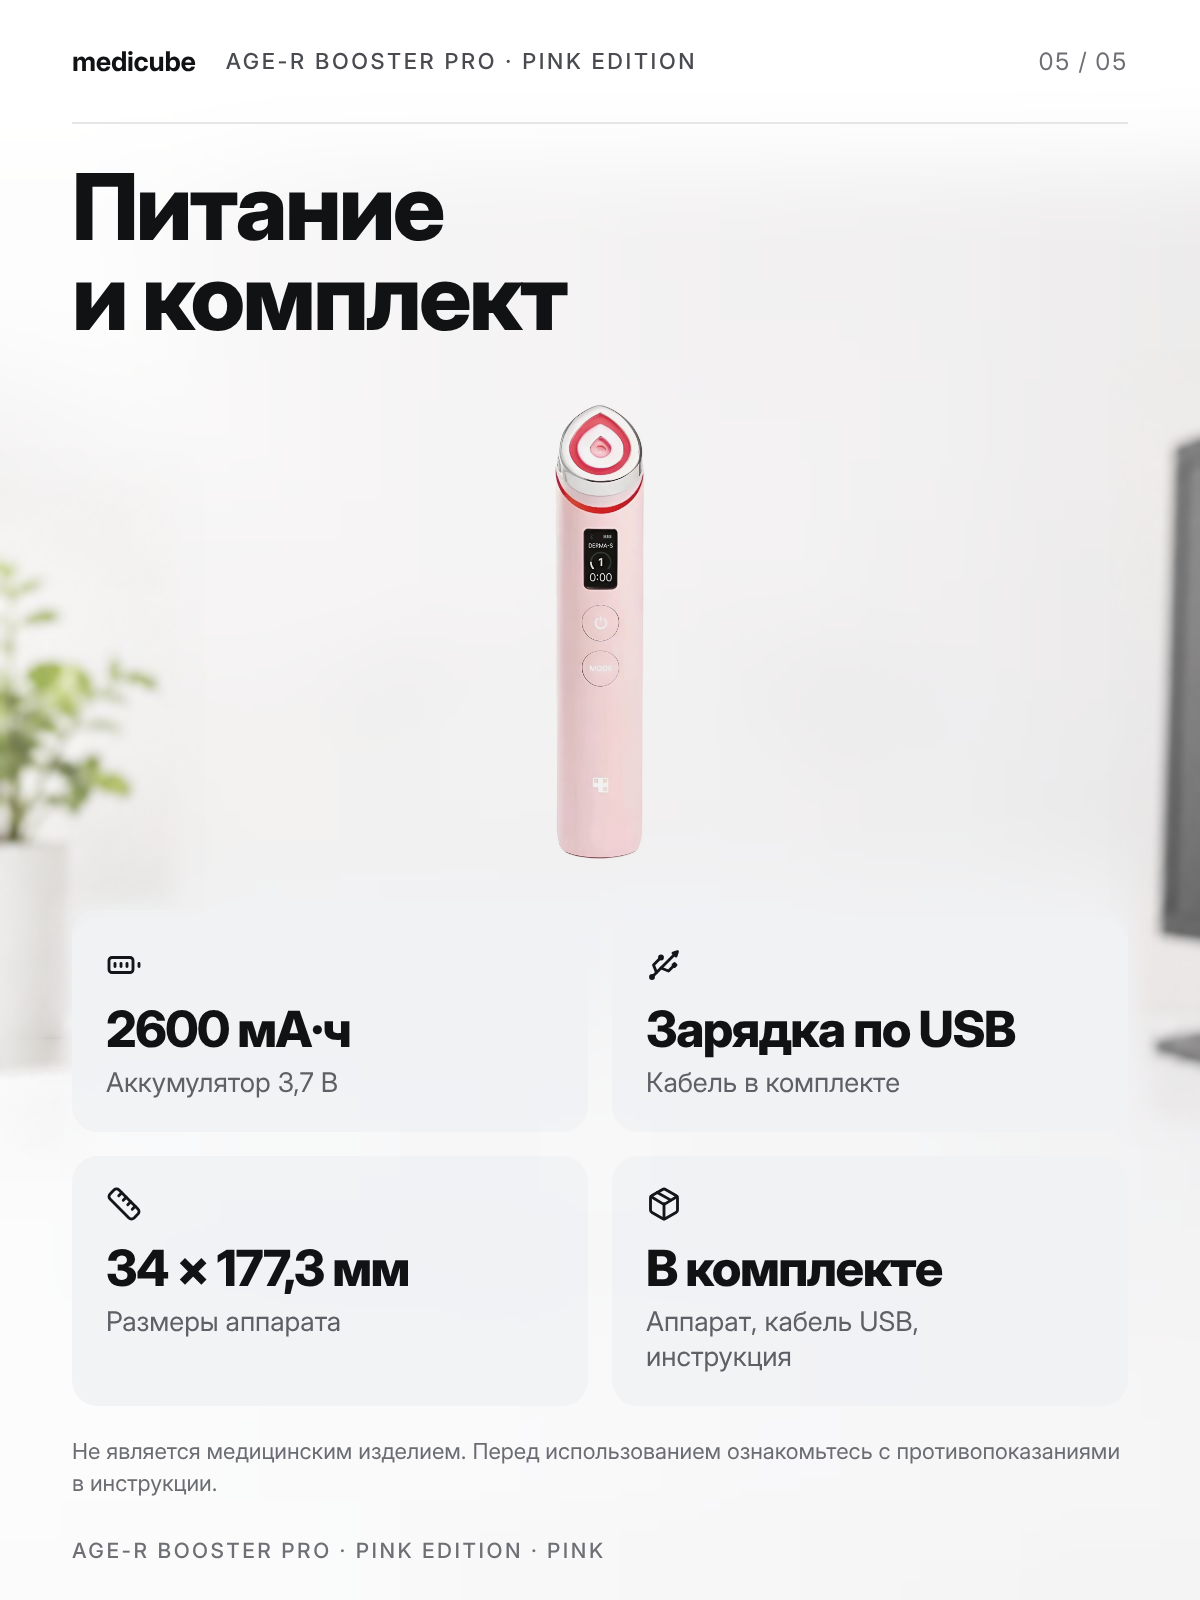 medicube AGE-R BOOSTER PRO · PINK EDITION 05 / 05
Питание
и комплект
DERMA-S
1
0:00
MODE
2600 мА·ч
Аккумулятор 3,7 В
Зарядка по USB
Кабель в комплекте
34 × 177,3 мм
Размеры аппарата
В комплекте
Аппарат, кабель USB,
инструкция
Не является медицинским изделием. Перед использованием ознакомьтесь с противопоказаниями
в инструкции.
AGE-R BOOSTER PRO · PINK EDITION · PINK